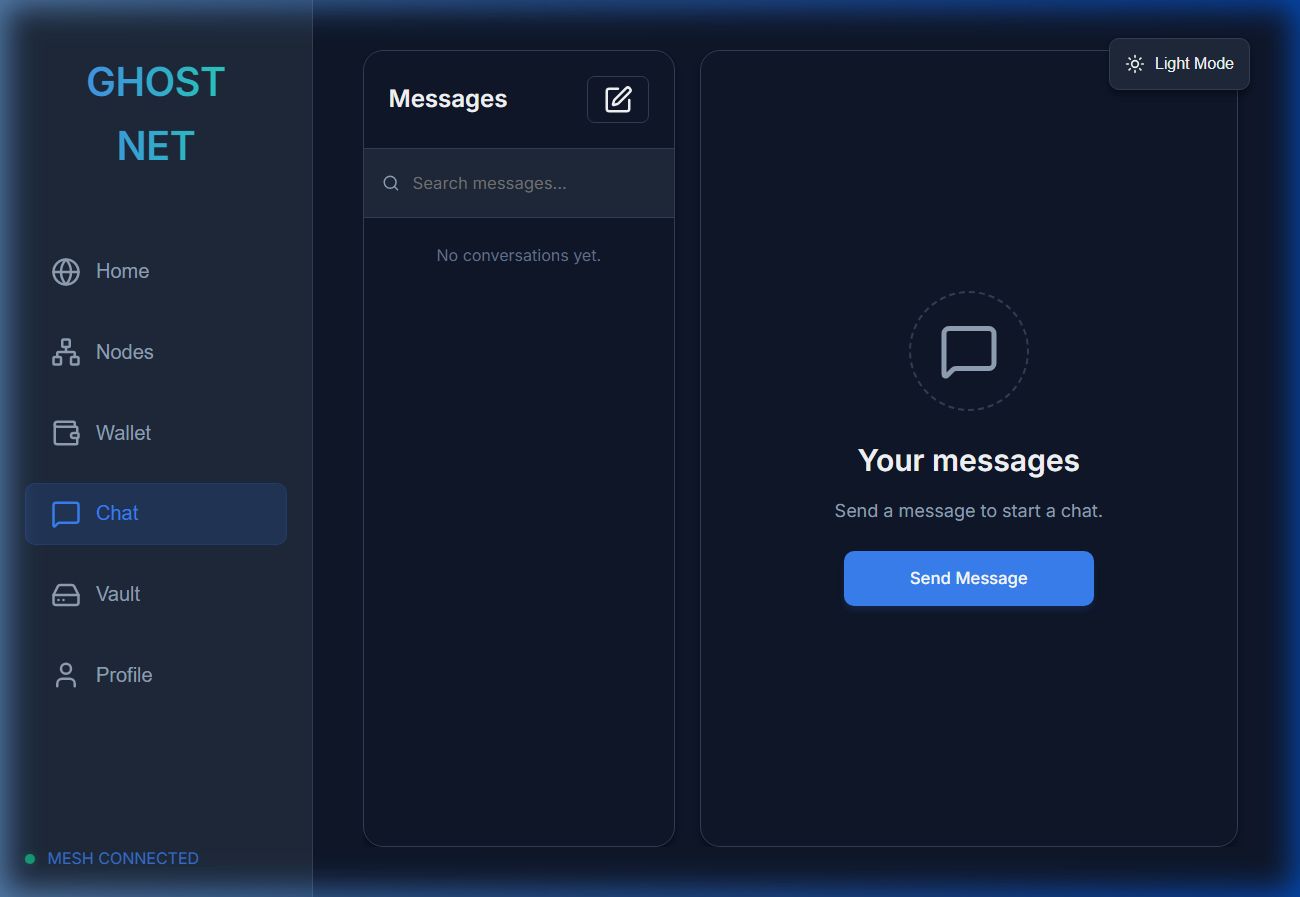 GHOST
NET
Home
Nodes
Wallet
Chat
Vault
Profile
MESH CONNECTED
Messages
Search messages...
No conversations yet.
Light Mode
Your messages
Send a message to start a chat.
Send Message